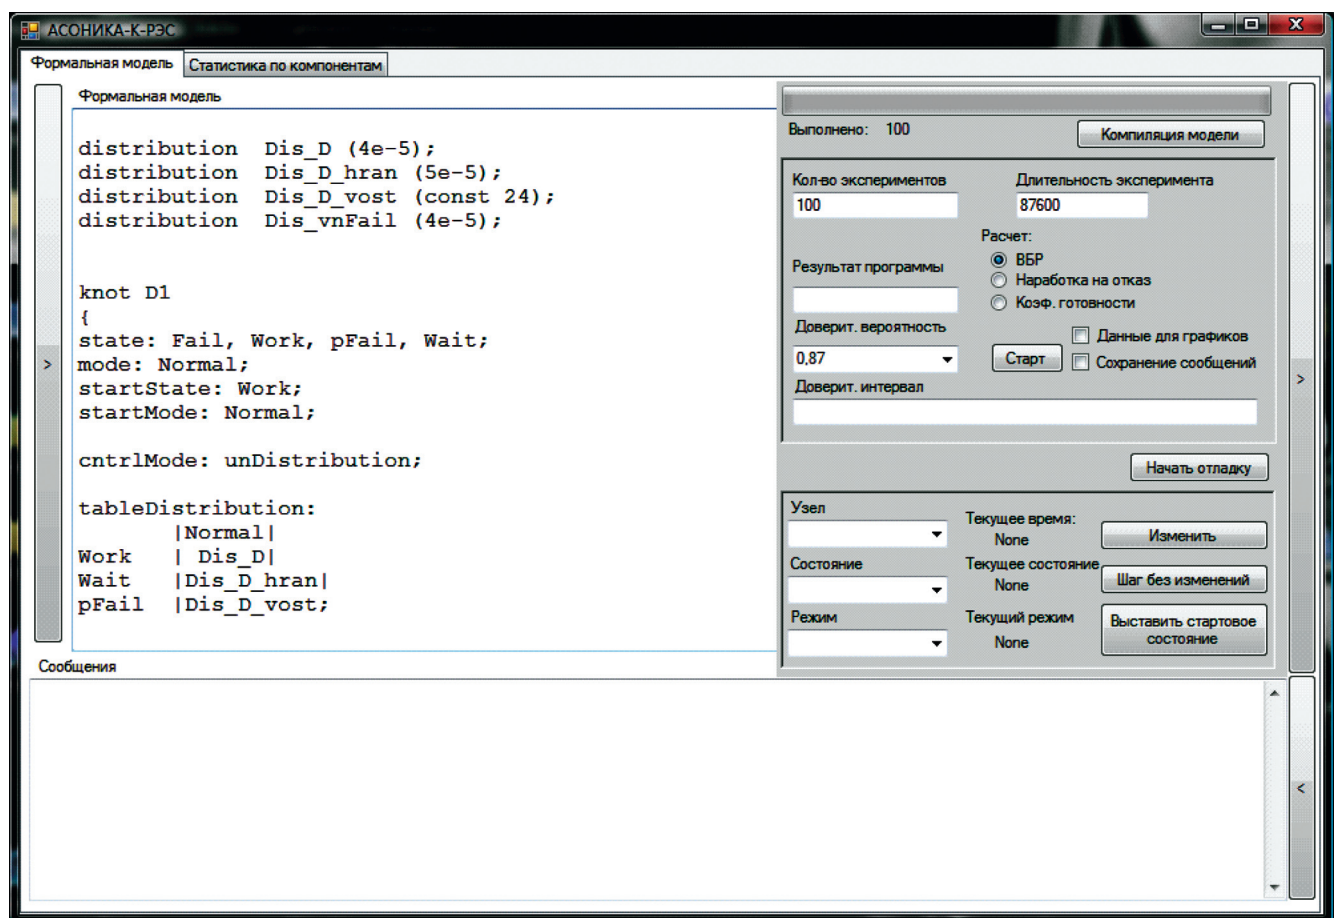 АСОНИКА-К-РЭС
Формальная модель Статистика по компонентам
Формальная модель
distribution Dis_D (4e-5);
distribution Dis_D_hran (5e-5);
distribution Dis_D_vost (const 24);
distribution Dis_vnFail (4e-5);
knot D1
{
state: Fail, Work, pFail, Wait;
mode: Normal;
startState: Work;
startMode: Normal;
cntrlMode: unDistribution;
tableDistribution:
|Normal|
Work | Dis_D|
Wait |Dis_D_hran|
pFail |Dis_D_vost;
>
Выполнено: 100
Компиляция модели
Кол-во экспериментов Длительность эксперимента
100 87600
Расчет:
ВБР
Результат программы
Наработка на отказ
Коэф. готовности
Доверит. вероятность
Данные для графиков
0,87 Старт Сохранение сообщений
Доверит. интервал
>
Начать отладку
Узел
Текущее время:
None
Изменить
Состояние
Текущее состояние
None
Шаг без изменений
Режим
Текущий режим
None
Выставить стартовое
состояние
Сообщения
<